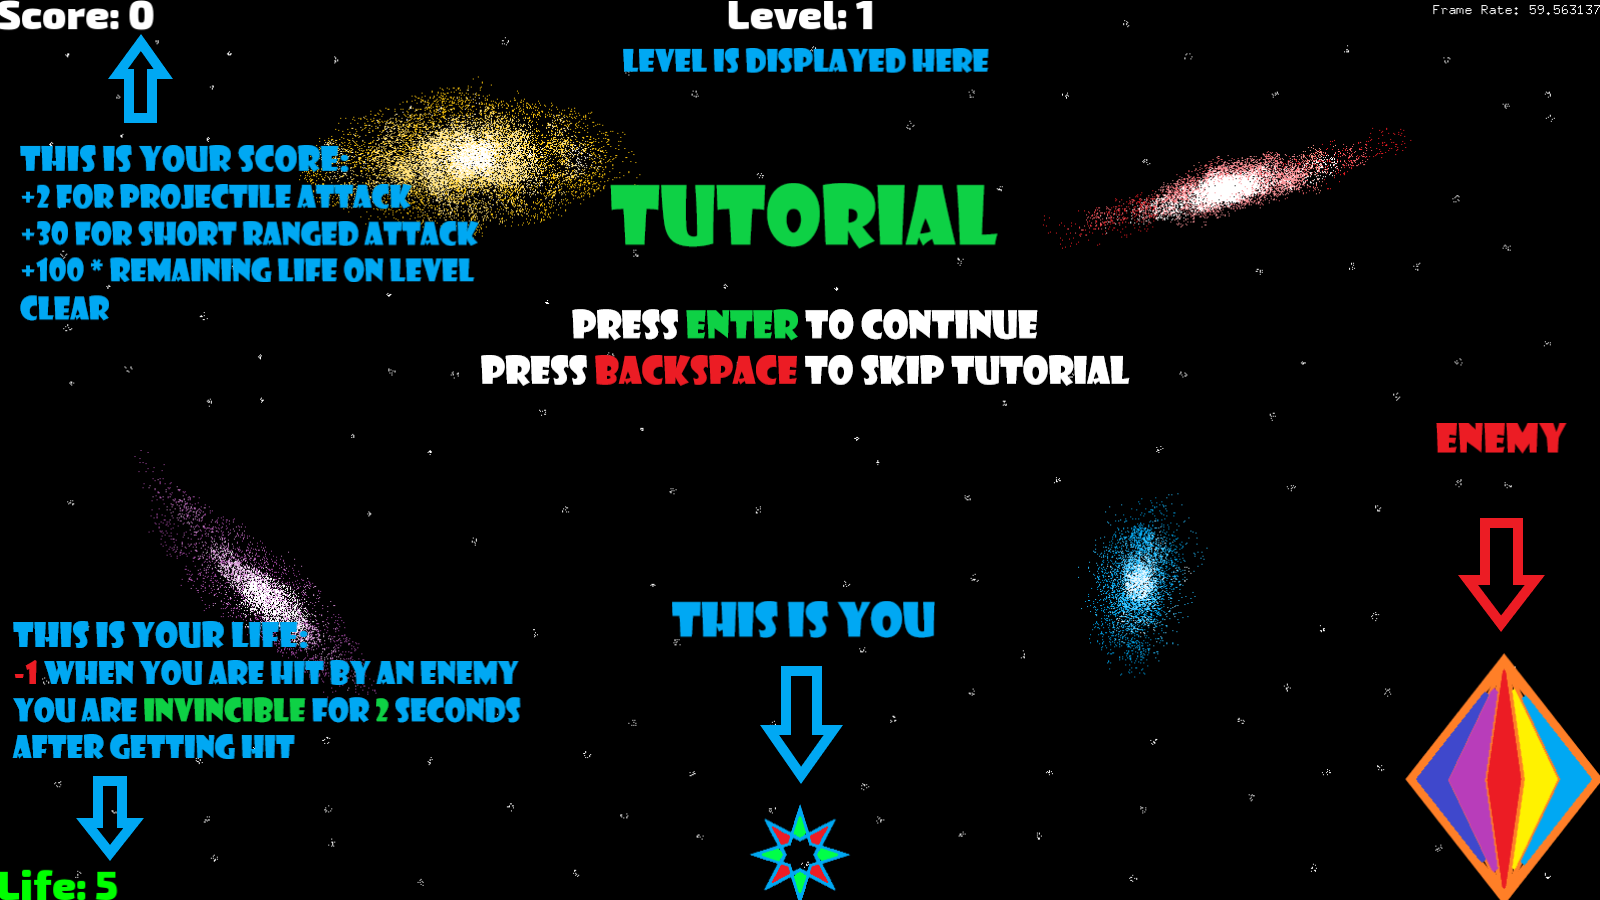 Score: 0
Level: 1
Frame Rate: 59.563137
LEVEL IS DISPLAYED HERE
THIS IS YOUR SCORE:
+2 FOR PROJECTILE ATTACK
+30 FOR SHORT RANGED ATTACK
+100 * REMAINING LIFE ON LEVEL
CLEAR
TUTORIAL
PRESS ENTER TO CONTINUE
PRESS BACKSPACE TO SKIP TUTORIAL
ENEMY
THIS IS YOU
THIS IS YOUR LIFE:
-1 WHEN YOU ARE HIT BY AN ENEMY
YOU ARE INVINCIBLE FOR 2 SECONDS
AFTER GETTING HIT
Life: 5